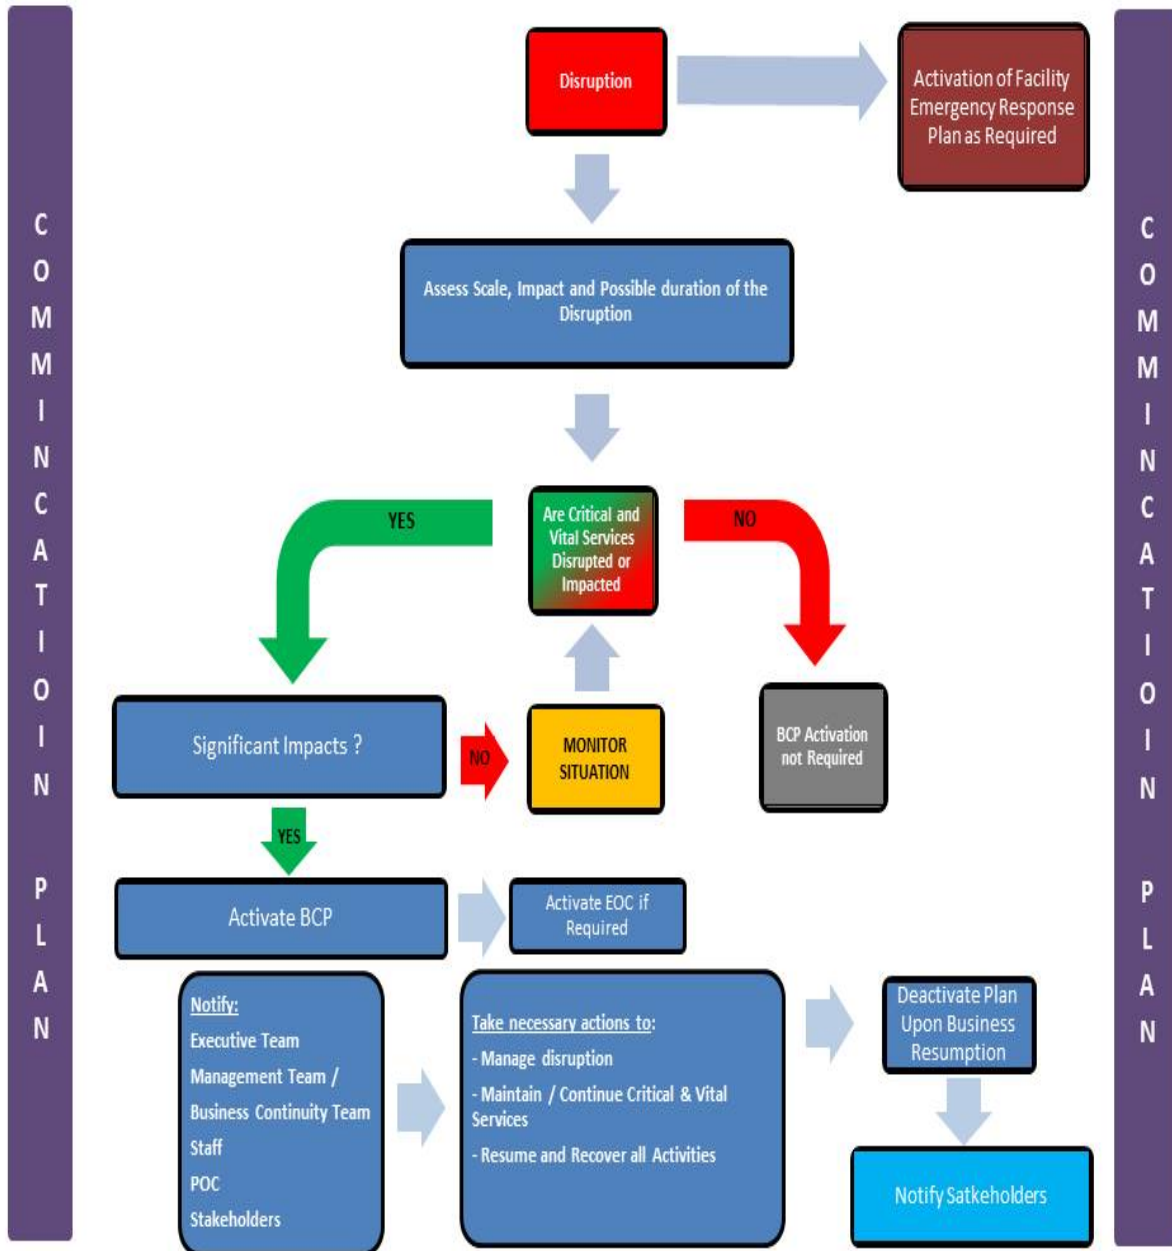 COMMINCATIOIN PLAN
Disruption
Activation of Facility
Emergency Response
Plan as Required
Assess Scale, Impact and Possible duration of the
Disruption
YES
Are Critical and
Vital Services
Disrupted or
Impacted
NO
Significant Impacts ?
NO
MONITOR
SITUATION
BCP Activation
not Required
YES
Activate BCP
Activate EOC if
Required
Notify:
Executive Team
Management Team /
Business Continuity Team
Staff
POC
Stakeholders
Take necessary actions to:
- Manage disruption
- Maintain / Continue Critical & Vital
Services
- Resume and Recover all Activities
Deactivate Plan
Upon Business
Resumption
Notify Satkeholders
COMMINCATIOIN PLAN